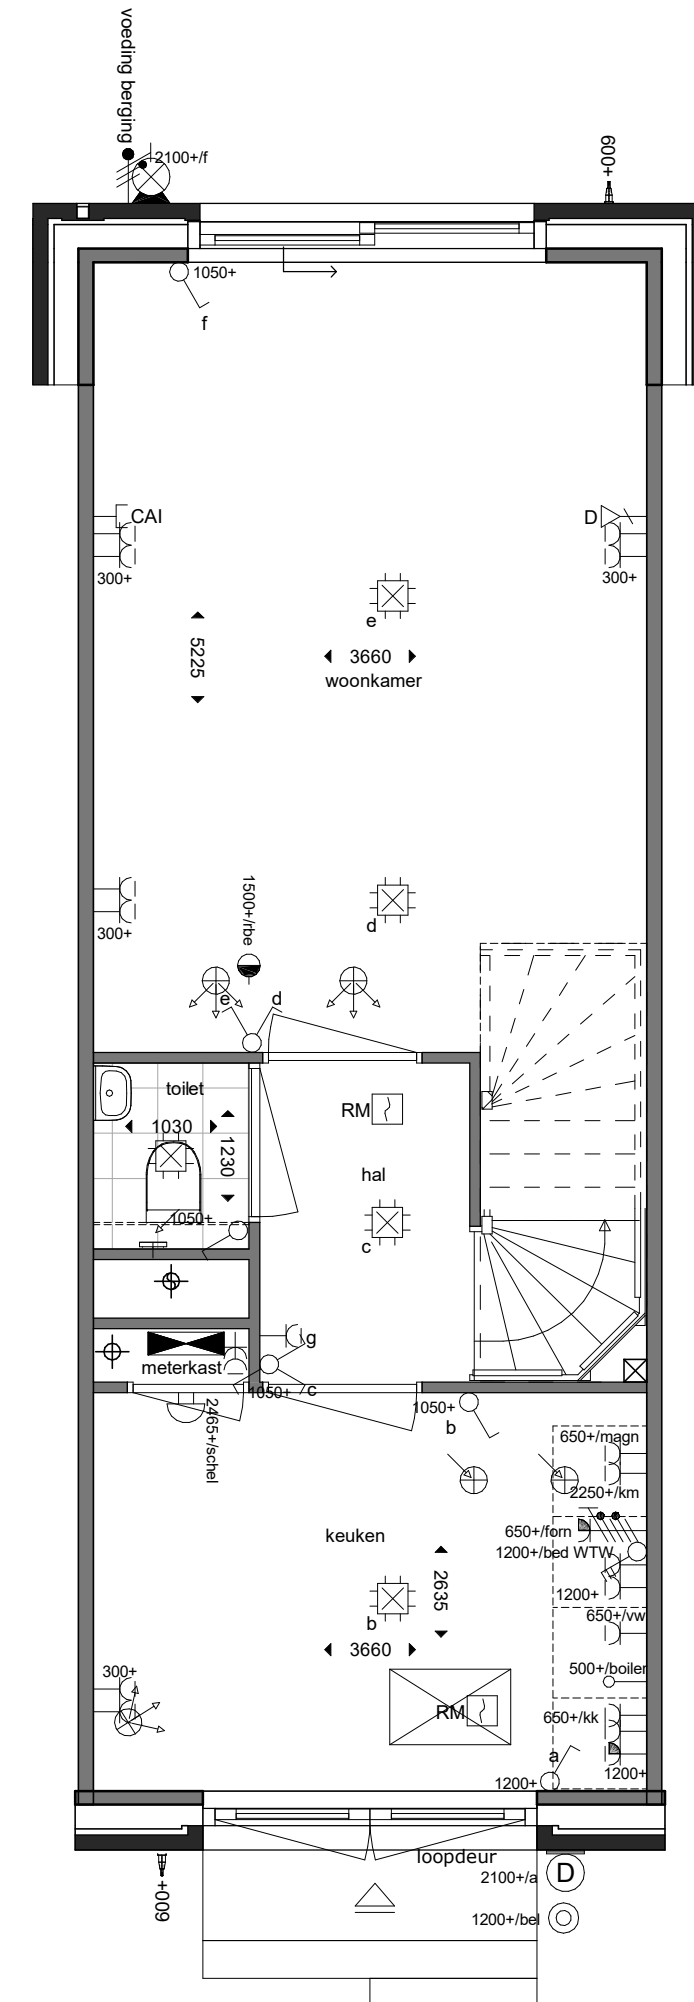 voeding berging
2100+/f
600+
1050+
f
CAI
D
300+
300+
e
5225
3660
woonkamer
1500+/rbe
d
300+
e
d
toilet
RM
1030
1230
hal
1050+
c
g
meterkast
1050+
c
1050+
b
2465+/schel
650+/magn
2250+/km
keuken
650+/forn
1200+/bed WTW
2635
1200+
b
650+/vw
3660
300+
500+/boiler
RM
650+/kk
a
1200+
1200+
loopdeur
600+
2100+/a
D
1200+/bel